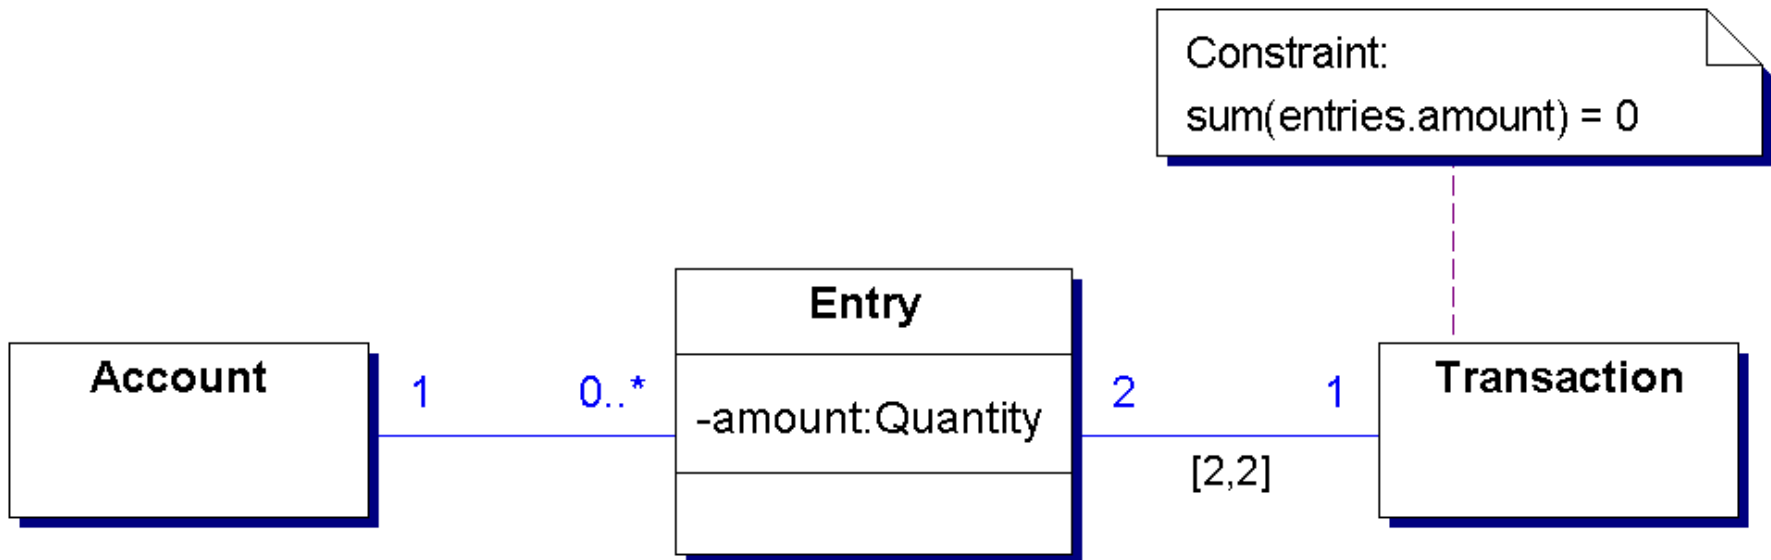 Constraint:
sum(entries.amount) = 0
Account
1
0..*
Entry
-amount:Quantity
2
1
[2,2]
Transaction